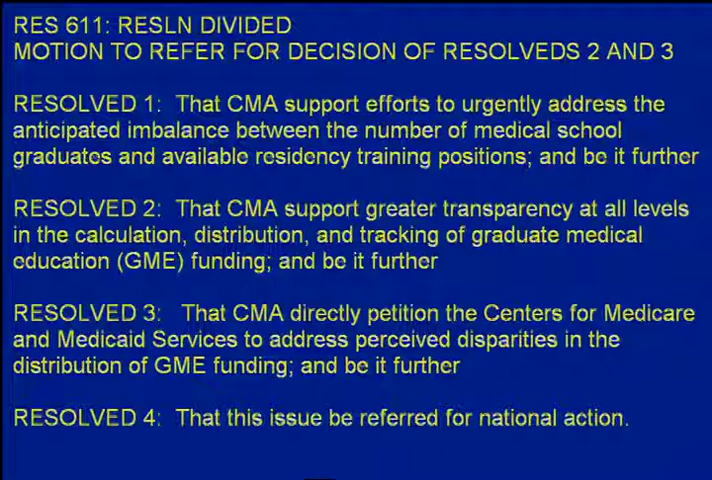 RES 611: RESLN DIVIDED
MOTION TO REFER FOR DECISION OF RESOLVEDS 2 AND 3
RESOLVED 1:  That CMA support efforts to urgently address the
anticipated imbalance between the number of medical school
graduates and available residency training positions; and be it further
RESOLVED 2:  That CMA support greater transparency at all levels
in the calculation, distribution, and tracking of graduate medical
education (GME) funding; and be it further
RESOLVED 3:   That CMA directly petition the Centers for Medicare
and Medicaid Services to address perceived disparities in the
distribution of GME funding; and be it further
RESOLVED 4:  That this issue be referred for national action.